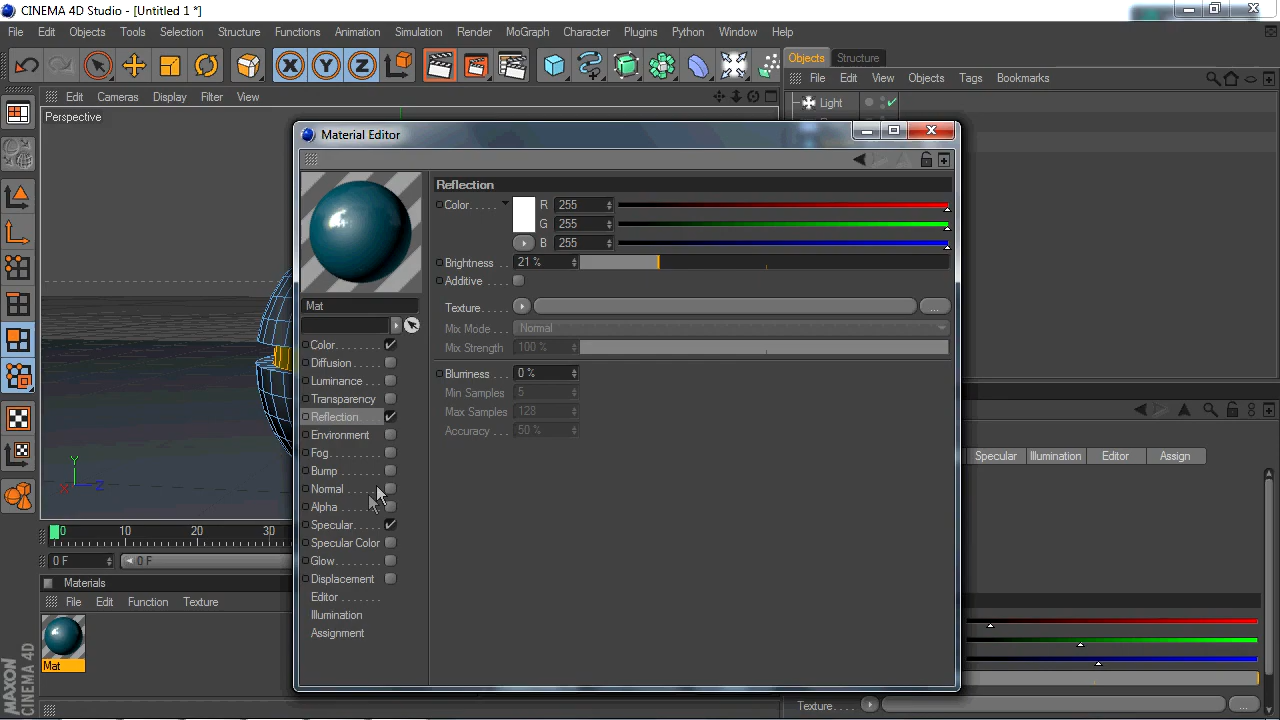 CINEMA 4D Studio - [Untitled 1 *]
File Edit Objects Tools Selection Structure Functions Animation Simulation Render MoGraph Character Plugins Python Window Help
X Y Z
Objects Structure
File Edit View Objects Tags Bookmarks
Edit Cameras Display Filter View
Light
Perspective
Material Editor
Reflection
Color. . . . . R 255
G 255
B 255
Brightness . . 21 %
Additive . . . .
Texture. . . . . ...
Mix Mode . . . Normal
Mix Strength 100 %
Blurriness . . . 0 %
Min Samples 5
Max Samples 128
Accuracy . . . 50 %
Mat
Color. . . . . . . .
Diffusion . . . .
Luminance . . .
Transparency
Reflection
Environment
Fog. . . . . . . . .
Bump . . . . . . .
Normal . . . . . .
Alpha . . . . . .
Specular. . . . .
Specular Color
Glow. . . . . . . .
Displacement
Editor . . . . . . .
Illumination
Assignment
Specular Illumination Editor Assign
Y
X Z
0 10 20 30
0 F 0 F
Materials
File Edit Function Texture
Mat
MAXON
CINEMA 4D
Texture. . . . ...